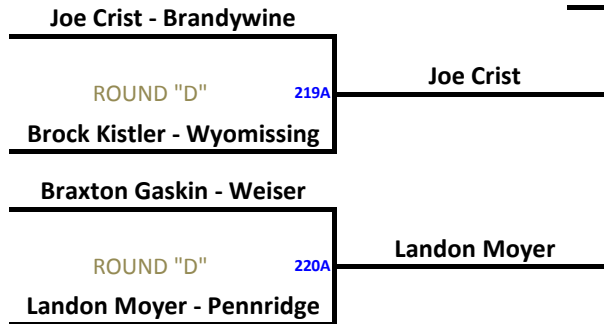 Joe Crist - Brandywine
Joe Crist
ROUND "D" 219A
Brock Kistler - Wyomissing
Braxton Gaskin - Weiser
Landon Moyer
ROUND "D" 220A
Landon Moyer - Pennridge